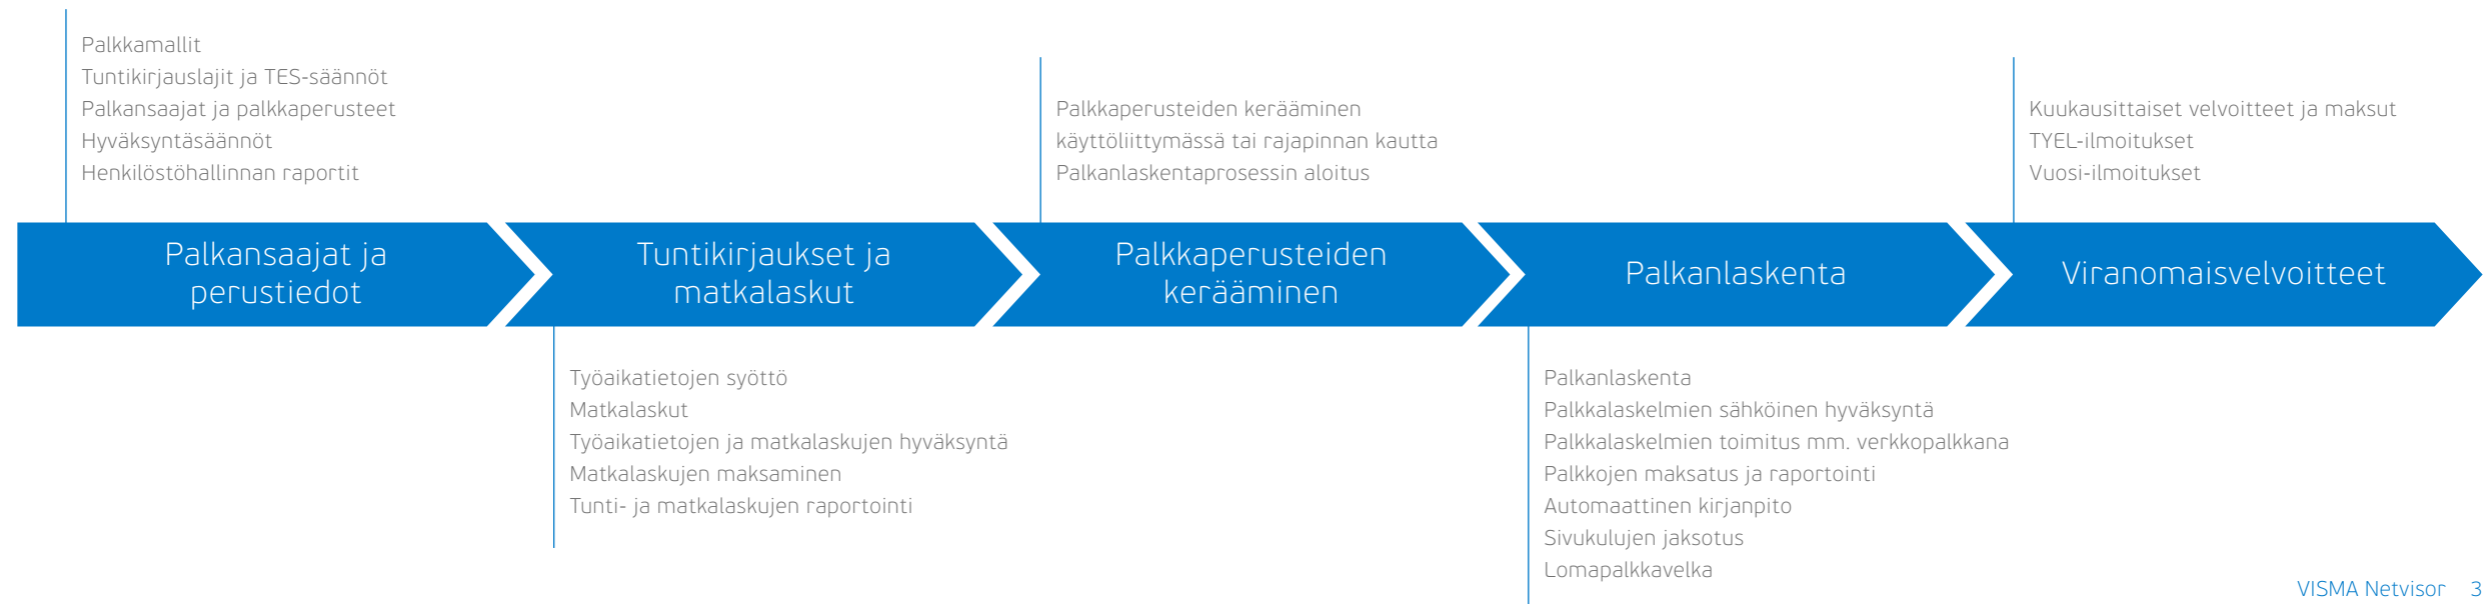 Palkkamallit
Tuntikirjauslajit ja TES-säännöt
Palkansaajat ja palkkaperusteet
Hyväksyntäsäännöt
Henkilöstöhallinnan raportit
Palkkaperusteiden kerääminen
käyttöliittymässä tai rajapinnan kautta
Palkanlaskentaprosessin aloitus
Kuukausittaiset velvoitteet ja maksut
TYEL-ilmoitukset
Vuosi-ilmoitukset
Palkansaajat ja
perustiedot
Tuntikirjaukset ja
matkalaskut
Palkkaperusteiden
kerääminen
Palkanlaskenta
Viranomaisvelvoitteet
Työaikatietojen syöttö
Matkalaskut
Työaikatietojen ja matkalaskujen hyväksyntä
Matkalaskujen maksaminen
Tunti- ja matkalaskujen raportointi
Palkanlaskenta
Palkkalaskelmien sähköinen hyväksyntä
Palkkalaskelmien toimitus mm. verkkopalkkana
Palkkojen maksatus ja raportointi
Automaattinen kirjanpito
Sivukulujen jaksotus
Lomapalkkavelka
VISMA Netvisor 3